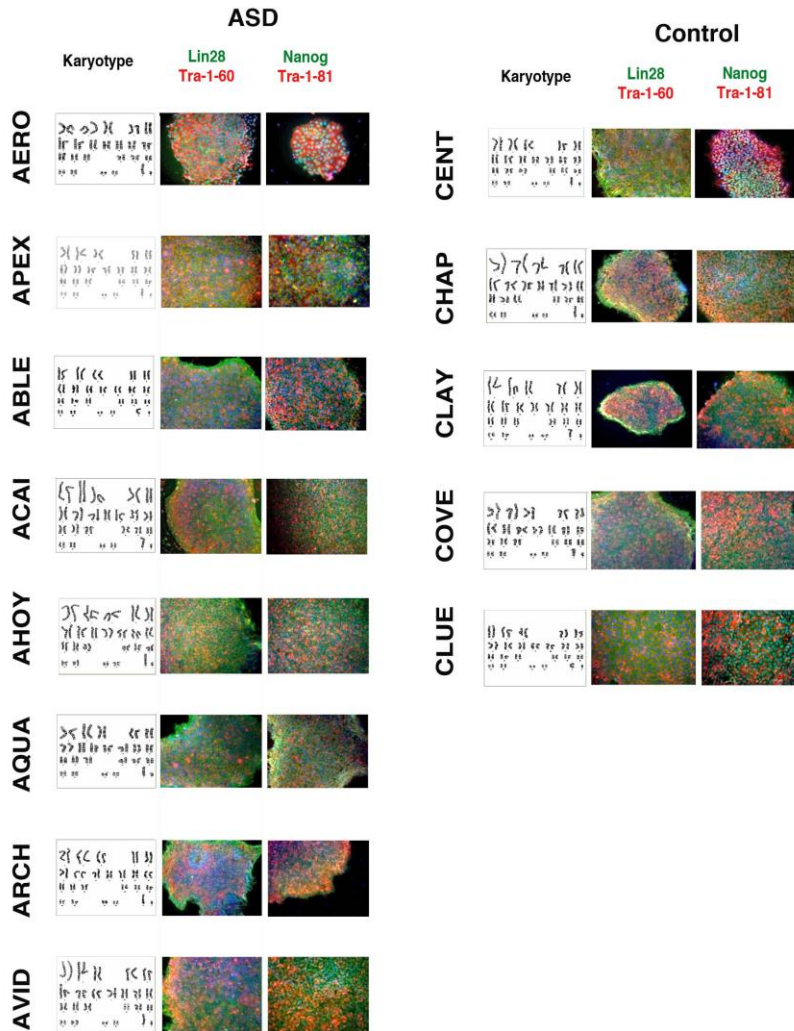 ASD
Karyotype
Lin28
Tra-1-60
Nanog
Tra-1-81
AERO
APEX
ABLE
ACAI
AHOY
AQUA
ARCH
AVID
Control
Karyotype
Lin28
Tra-1-60
Nanog
Tra-1-81
CENT
CHAP
CLAY
COVE
CLUE